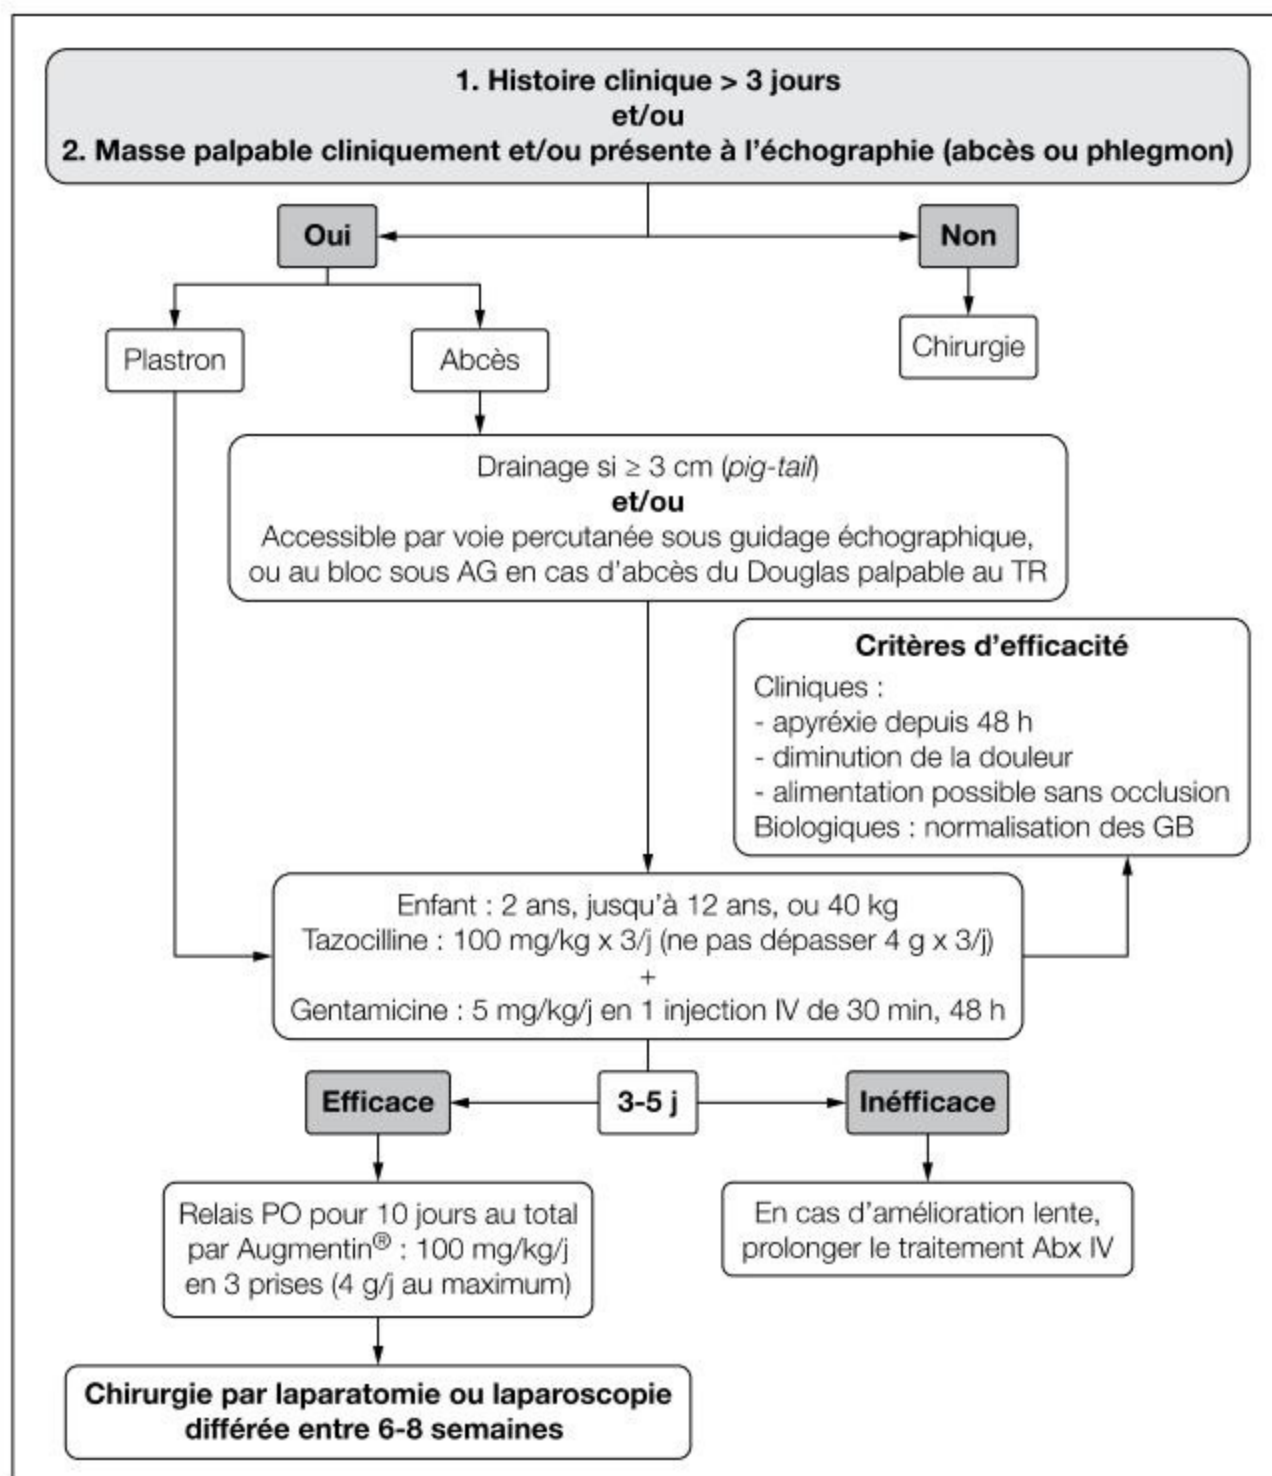 1. Histoire clinique > 3 jours
et/ou
2. Masse palpable cliniquement et/ou présente à l'échographie (abcès ou phlegmon)
Oui
Non
Plastron
Abcès
Chirurgie
Drainage si ≥ 3 cm (pig-tail)
et/ou
Accessible par voie percutanée sous guidage échographique,
ou au bloc sous AG en cas d'abcès du Douglas palpable au TR
Critères d'efficacité
Cliniques :
- apyréxie depuis 48 h
- diminution de la douleur
- alimentation possible sans occlusion
Biologiques : normalisation des GB
Enfant : 2 ans, jusqu'à 12 ans, ou 40 kg
Tazocilline : 100 mg/kg x 3/j (ne pas dépasser 4 g x 3/j)
+
Gentamicine : 5 mg/kg/j en 1 injection IV de 30 min, 48 h
Efficace
3-5 j
Inéfficace
Relais PO pour 10 jours au total
par Augmentin® : 100 mg/kg/j
en 3 prises (4 g/j au maximum)
En cas d'amélioration lente,
prolonger le traitement Abx IV
Chirurgie par laparatomie ou laparoscopie
différée entre 6-8 semaines